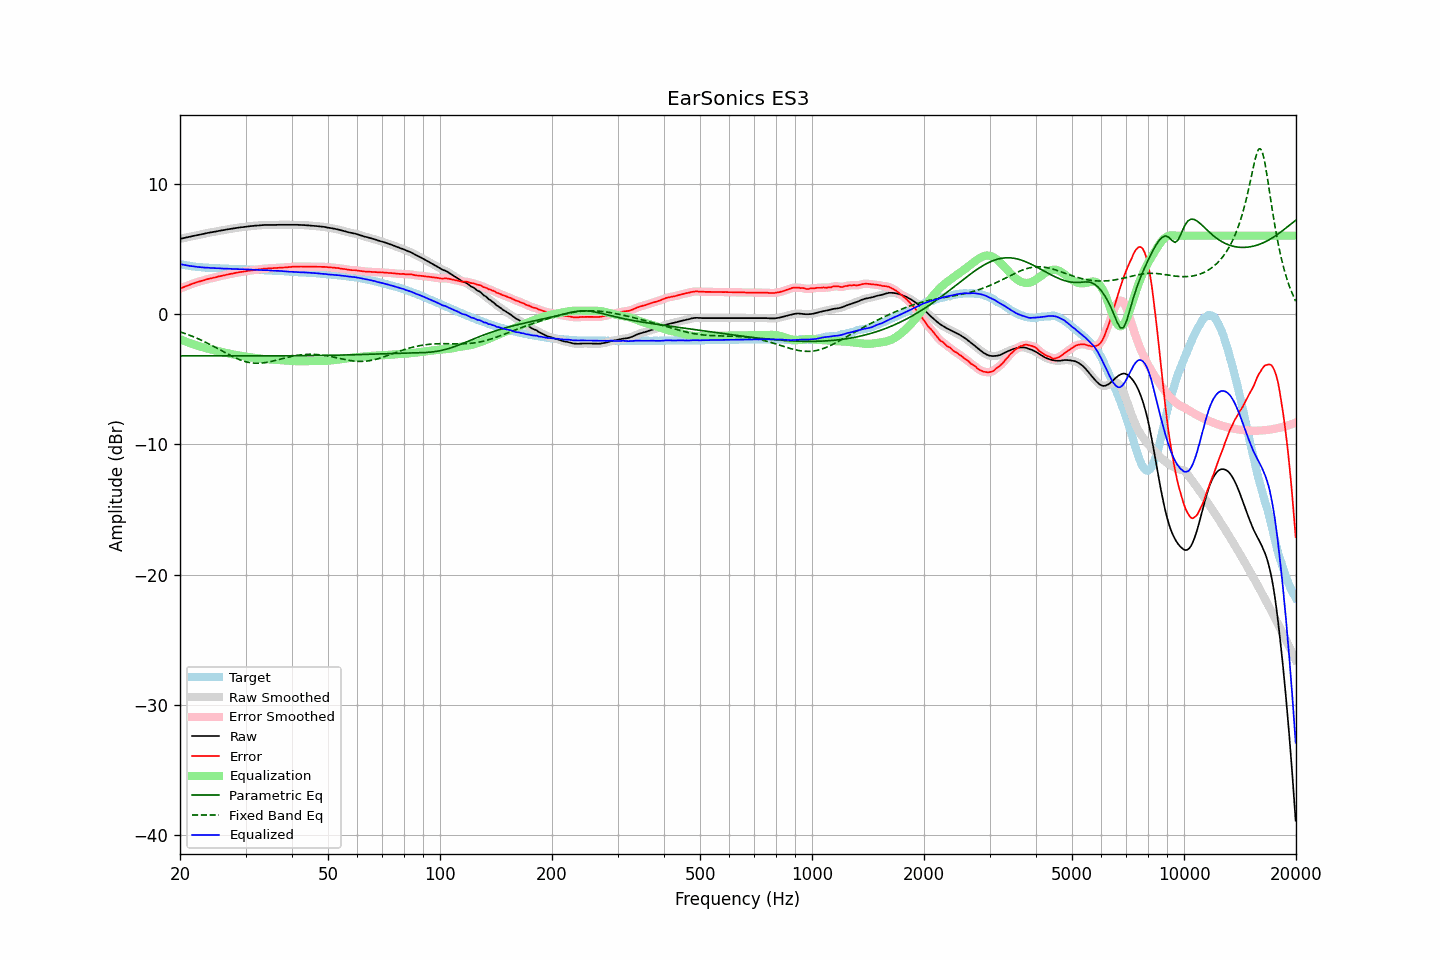 EarSonics ES3
Amplitude (dBr)
10
0
−10
−20
−30
−40
Target
Raw Smoothed
Error Smoothed
Raw
Error
Equalization
Parametric Eq
Fixed Band Eq
Equalized
20 50 100 200 500 1000 2000 5000 10000 20000
Frequency (Hz)